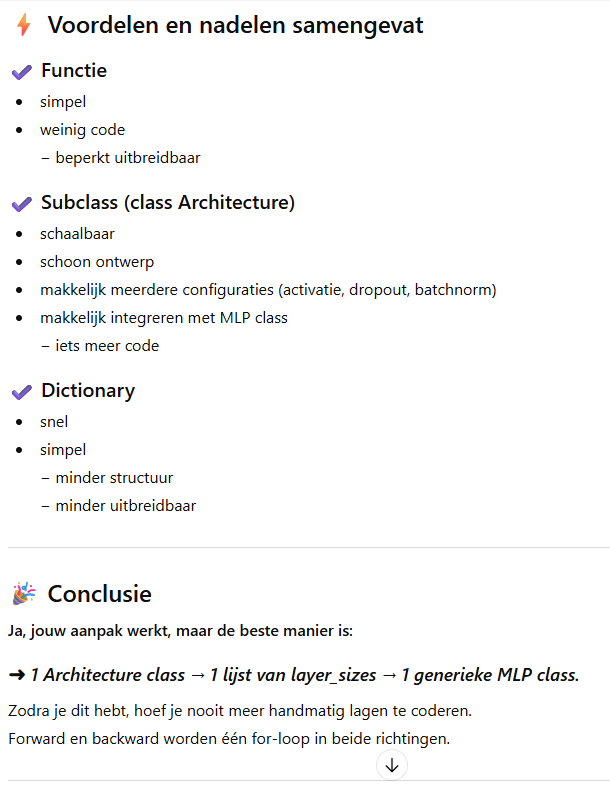 ⚡ Voordelen en nadelen samengevat
✔ Functie
• simpel
• weinig code
– beperkt uitbreidbaar
✔ Subclass (class Architecture)
• schaalbaar
• schoon ontwerp
• makkelijk meerdere configuraties (activatie, dropout, batchnorm)
• makkelijk integreren met MLP class
– iets meer code
✔ Dictionary
• snel
• simpel
– minder structuur
– minder uitbreidbaar
🎉 Conclusie
Ja, jouw aanpak werkt, maar de beste manier is:
➜ 1 Architecture class → 1 lijst van layer_sizes → 1 generieke MLP class.
Zodra je dit hebt, hoef je nooit meer handmatig lagen te coderen.
Forward en backward worden één for-loop in beide richtingen.